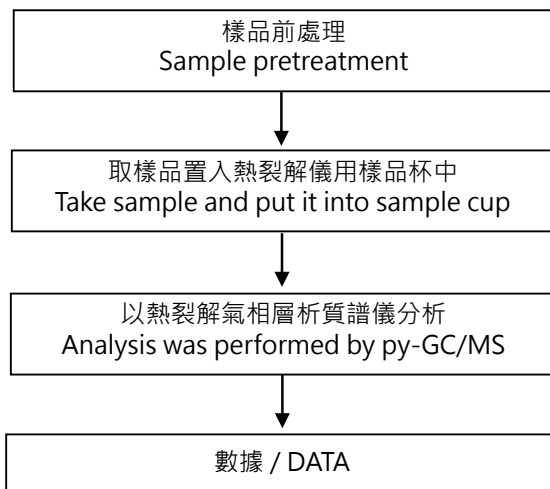 樣品前處理
Sample pretreatment
取樣品置入熱裂解儀用樣品杯中
Take sample and put it into sample cup
以熱裂解氣相層析質譜儀分析
Analysis was performed by py-GC/MS
數據 / DATA